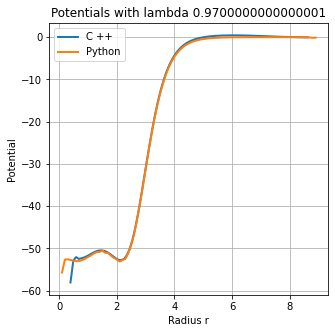 Potentials with lambda 0.9700000000000001
C ++
Python
0
−10
−20
−30
−40
−50
−60
Potential
0 2 4 6 8
Radius r